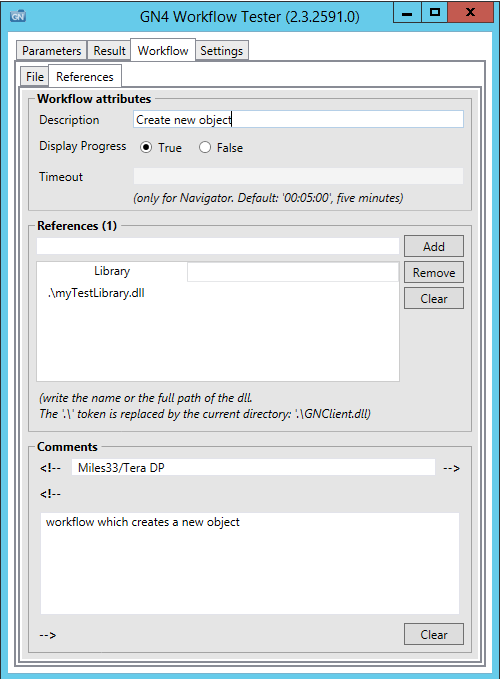 GN GN4 Workflow Tester (2.3.2591.0)
Parameters Result Workflow Settings
File References
Workflow attributes
Description Create new object
Display Progress True False
Timeout
(only for Navigator. Default: '00:05:00', five minutes)
References (1)
Add
Library Remove
.\myTestLibrary.dll Clear
(write the name or the full path of the dll.
The '.\' token is replaced by the current directory: '.\GNClient.dll)
Comments
<!-- Miles33/Tera DP -->
<!--
workflow which creates a new object
--> Clear